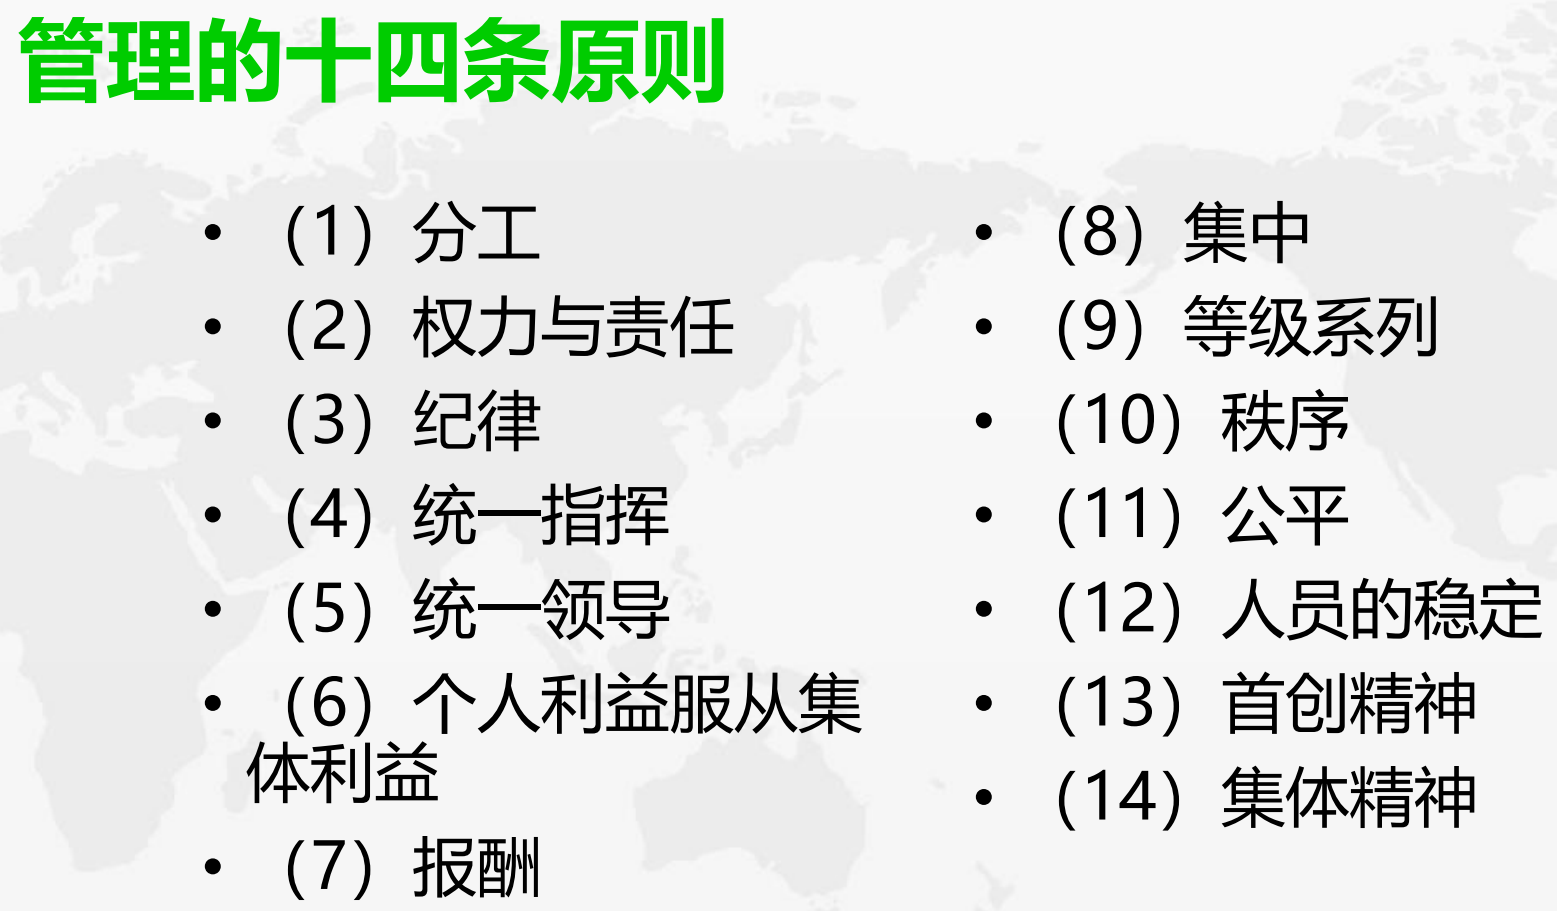 管理的十四条原则
• （1）分工
• （2）权力与责任
• （3）纪律
• （4）统一指挥
• （5）统一领导
• （6）个人利益服从集
体利益
• （7）报酬
• （8）集中
• （9）等级系列
• （10）秩序
• （11）公平
• （12）人员的稳定
• （13）首创精神
• （14）集体精神